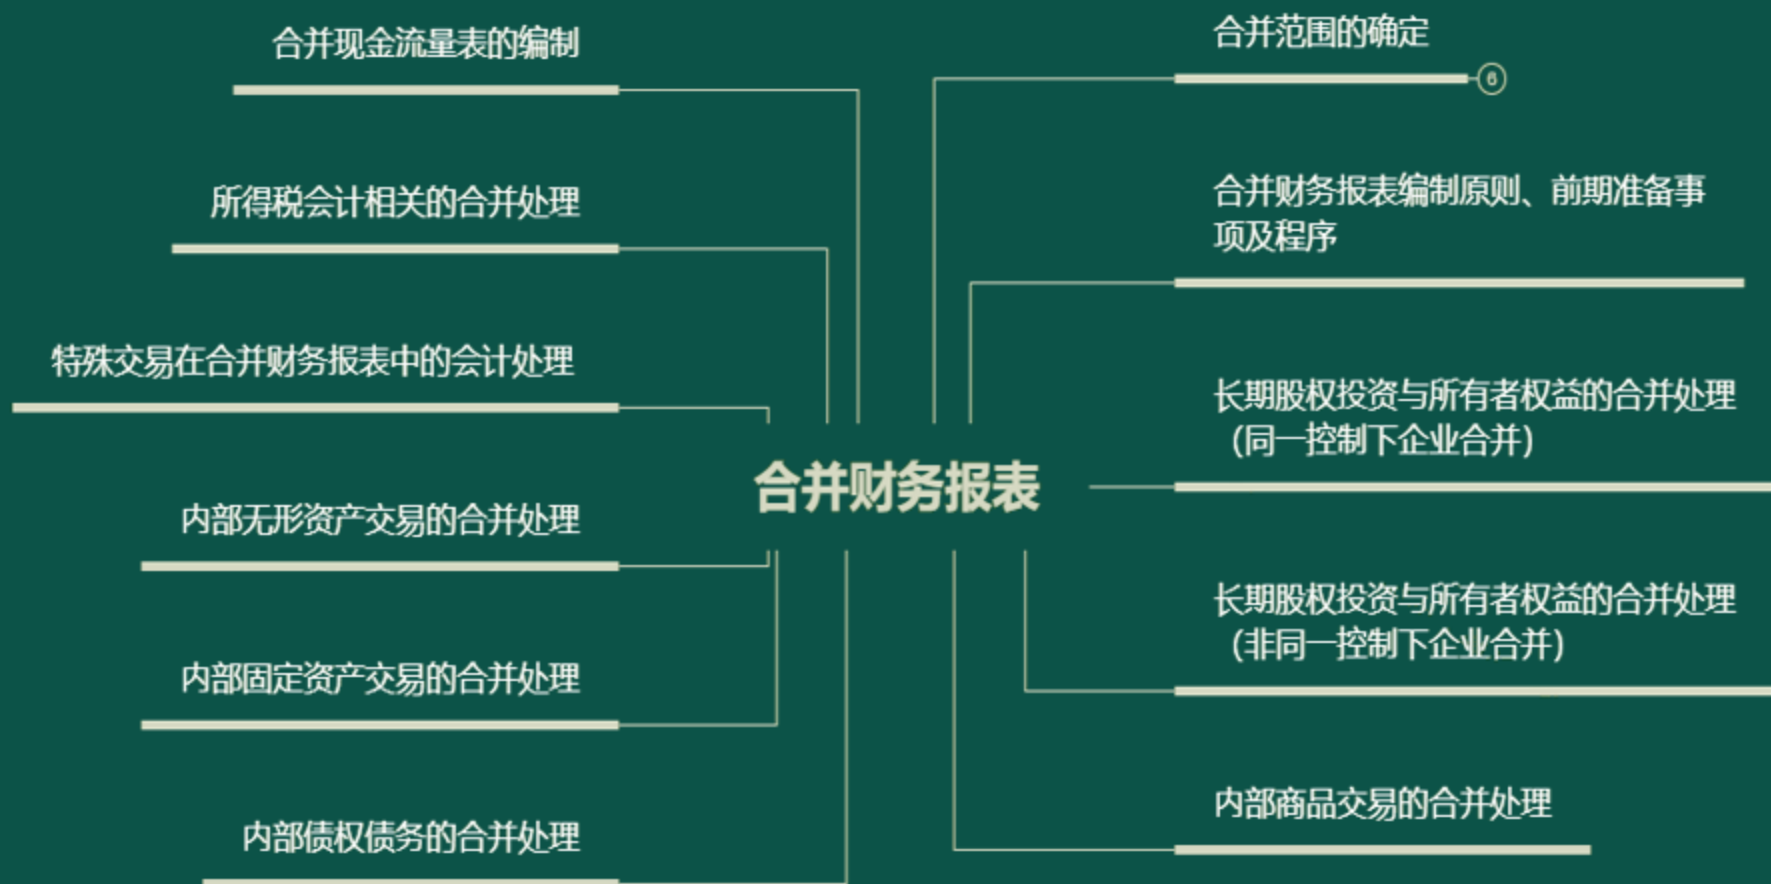 合并现金流量表的编制
所得税会计相关的合并处理
特殊交易在合并财务报表中的会计处理
内部无形资产交易的合并处理
内部固定资产交易的合并处理
内部债权债务的合并处理
合并财务报表
合并范围的确定
6
合并财务报表编制原则、前期准备事
项及程序
长期股权投资与所有者权益的合并处理
（同一控制下企业合并）
长期股权投资与所有者权益的合并处理
（非同一控制下企业合并）
内部商品交易的合并处理